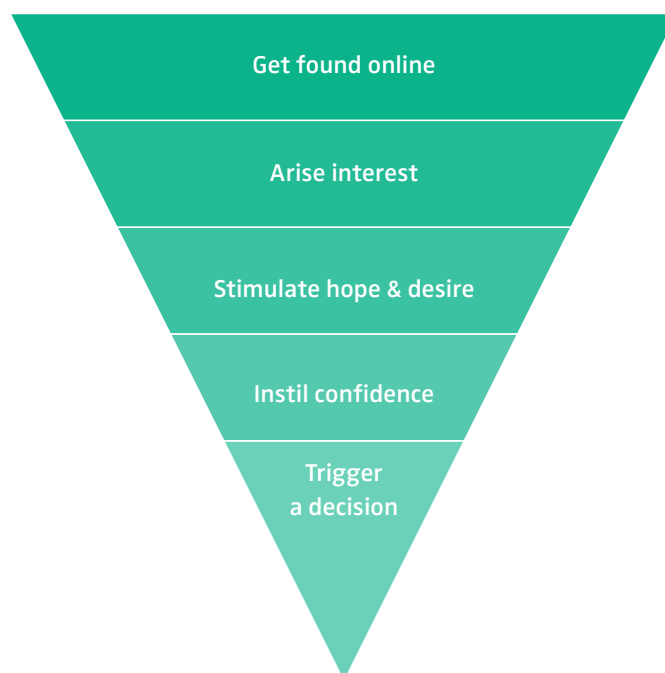 Get found online
Arise interest
Stimulate hope & desire
Instil confidence
Trigger
a decision